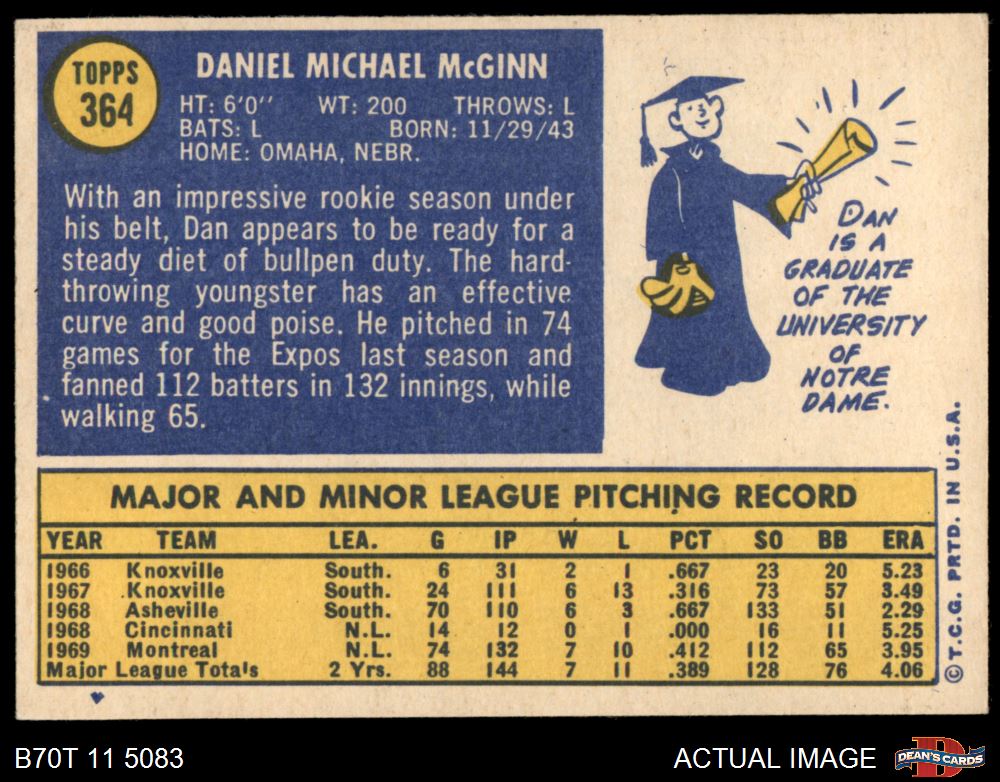 TOPPS
364
DANIEL MICHAEL McGINN
HT: 6'0'' WT: 200 THROWS: L
BATS: L BORN: 11/29/43
HOME: OMAHA, NEBR.
With an impressive rookie season under
his belt, Dan appears to be ready for a
steady diet of bullpen duty. The hard-
throwing youngster has an effective
curve and good poise. He pitched in 74
games for the Expos last season and
fanned 112 batters in 132 innings, while
walking 65.
DAN
IS A
GRADUATE
OF THE
UNIVERSITY
OF
NOTRE
DAME.
MAJOR AND MINOR LEAGUE PITCHING RECORD
YEAR TEAM LEA. G IP W L PCT SO BB ERA
1966 Knoxville South. 6 31 2 1 .667 23 20 5.23
1967 Knoxville South. 24 111 6 13 .316 73 57 3.49
1968 Asheville South. 70 110 6 3 .667 133 51 2.29
1968 Cincinnati N.L. 14 12 0 1 .000 16 11 5.25
1969 Montreal N.L. 74 132 7 10 .412 112 65 3.95
Major League Totals 2 Yrs. 88 144 7 11 .389 128 76 4.06
© T.C.G. PRTD. IN U.S.A.
B70T 11 5083
ACTUAL IMAGE
D
DEAN'S CARDS